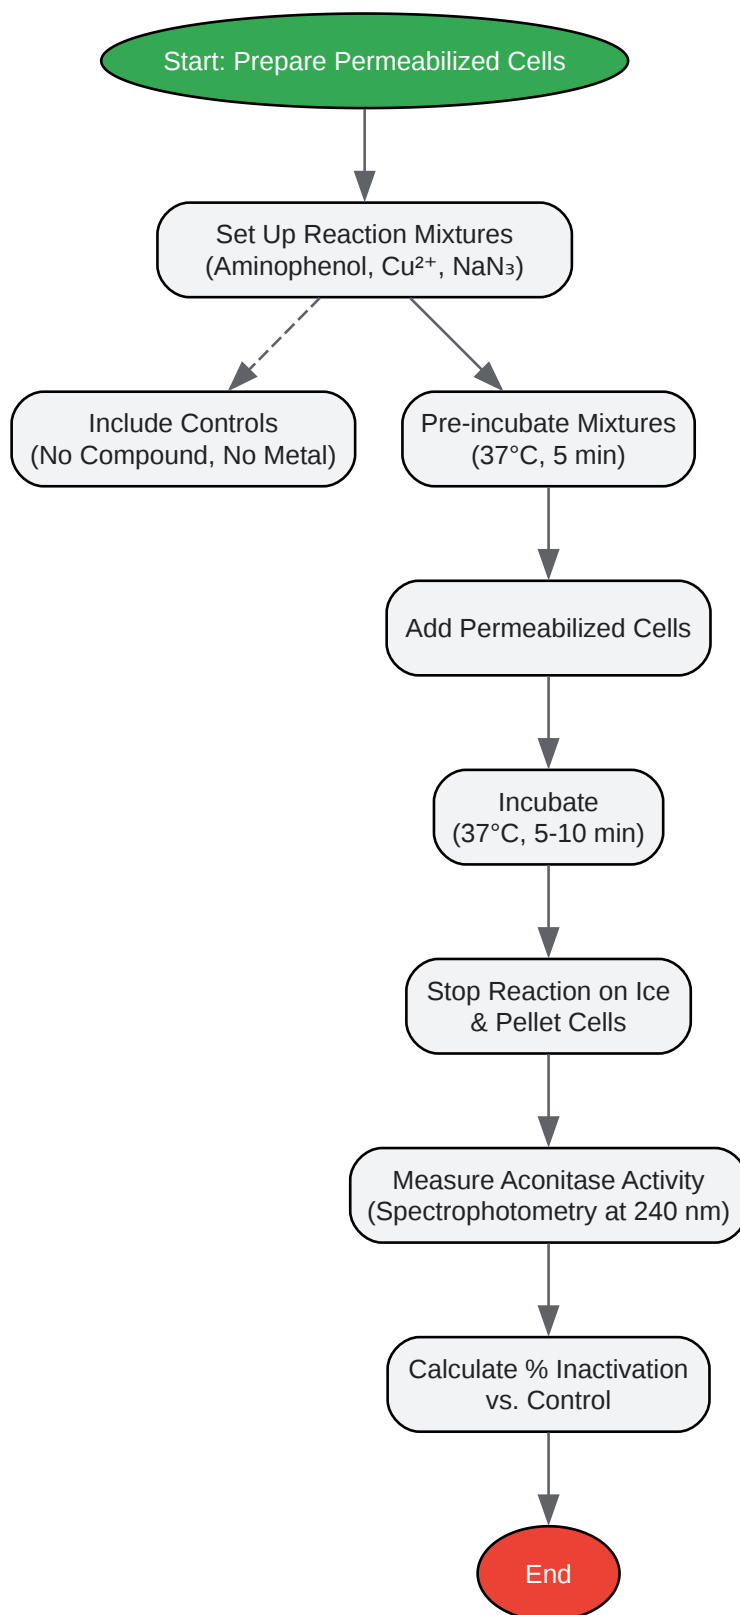 Start: Prepare Permeabilized Cells
Set Up Reaction Mixtures
(Aminophenol, Cu²⁺, NaN₃)
Include Controls
(No Compound, No Metal)
Pre-incubate Mixtures
(37°C, 5 min)
Add Permeabilized Cells
Incubate
(37°C, 5-10 min)
Stop Reaction on Ice
& Pellet Cells
Measure Aconitase Activity
(Spectrophotometry at 240 nm)
Calculate % Inactivation
vs. Control
End